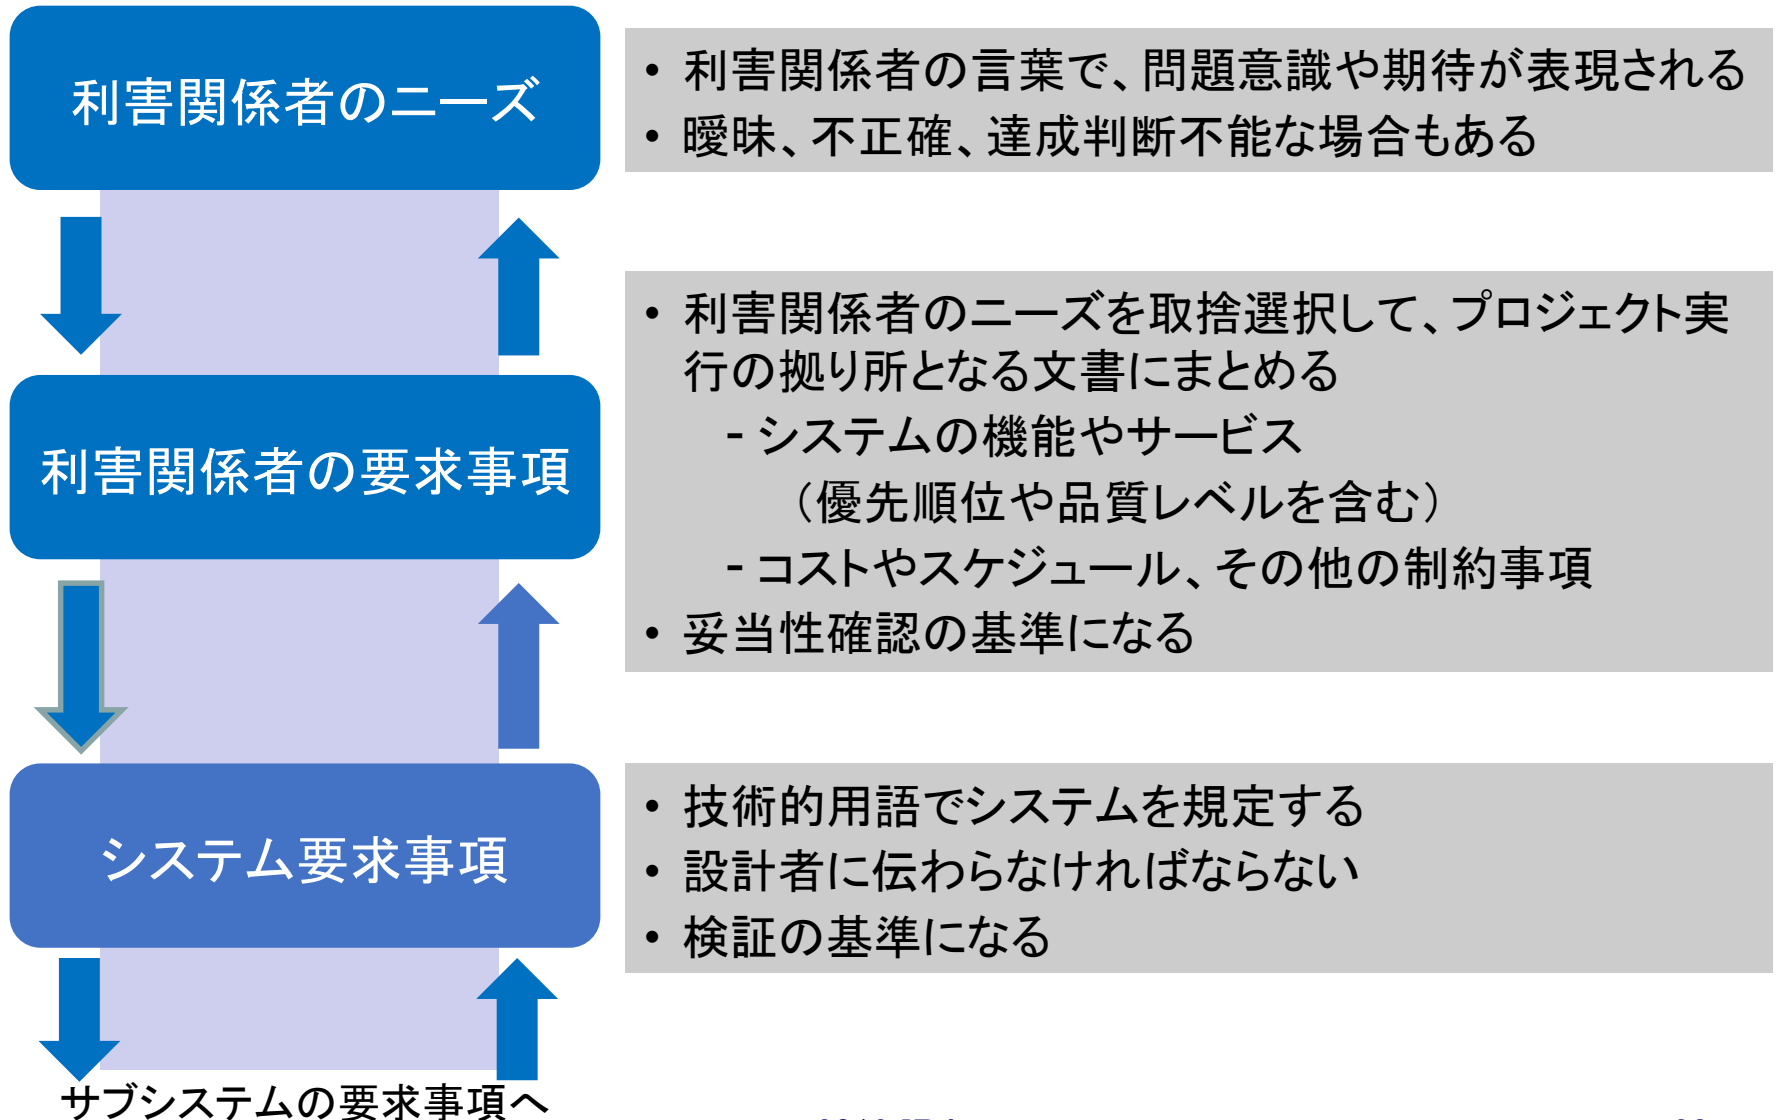 利害関係者のニーズ
・利害関係者の言葉で、問題意識や期待が表現される
・曖昧、不正確、達成判断不能な場合もある
利害関係者の要求事項
・利害関係者のニーズを取捨選択して、プロジェクト実
行の拠り所となる文書にまとめる
- システムの機能やサービス
（優先順位や品質レベルを含む）
- コストやスケジュール、その他の制約事項
・妥当性確認の基準になる
システム要求事項
・技術的用語でシステムを規定する
・設計者に伝わらなければならない
・検証の基準になる
サブシステムの要求事項へ